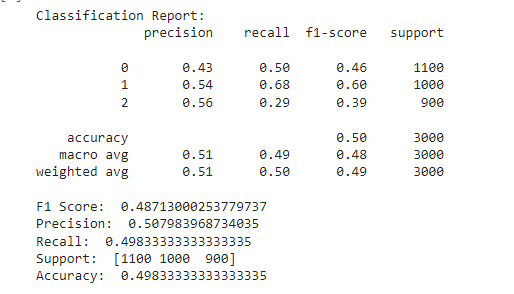 Classification Report:
precision recall f1-score support
0 0.43 0.50 0.46 1100
1 0.54 0.68 0.60 1000
2 0.56 0.29 0.39 900
accuracy 0.50 3000
macro avg 0.51 0.49 0.48 3000
weighted avg 0.51 0.50 0.49 3000
F1 Score: 0.48713000253779737
Precision: 0.507983968734035
Recall: 0.49833333333333335
Support: [1100 1000 900]
Accuracy: 0.49833333333333335